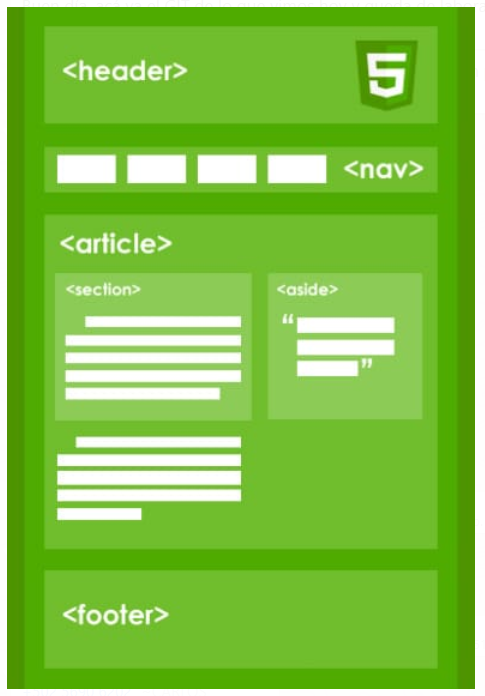 <header>
5
<nav>
<article>
<section>
<aside>
“
”
<footer>